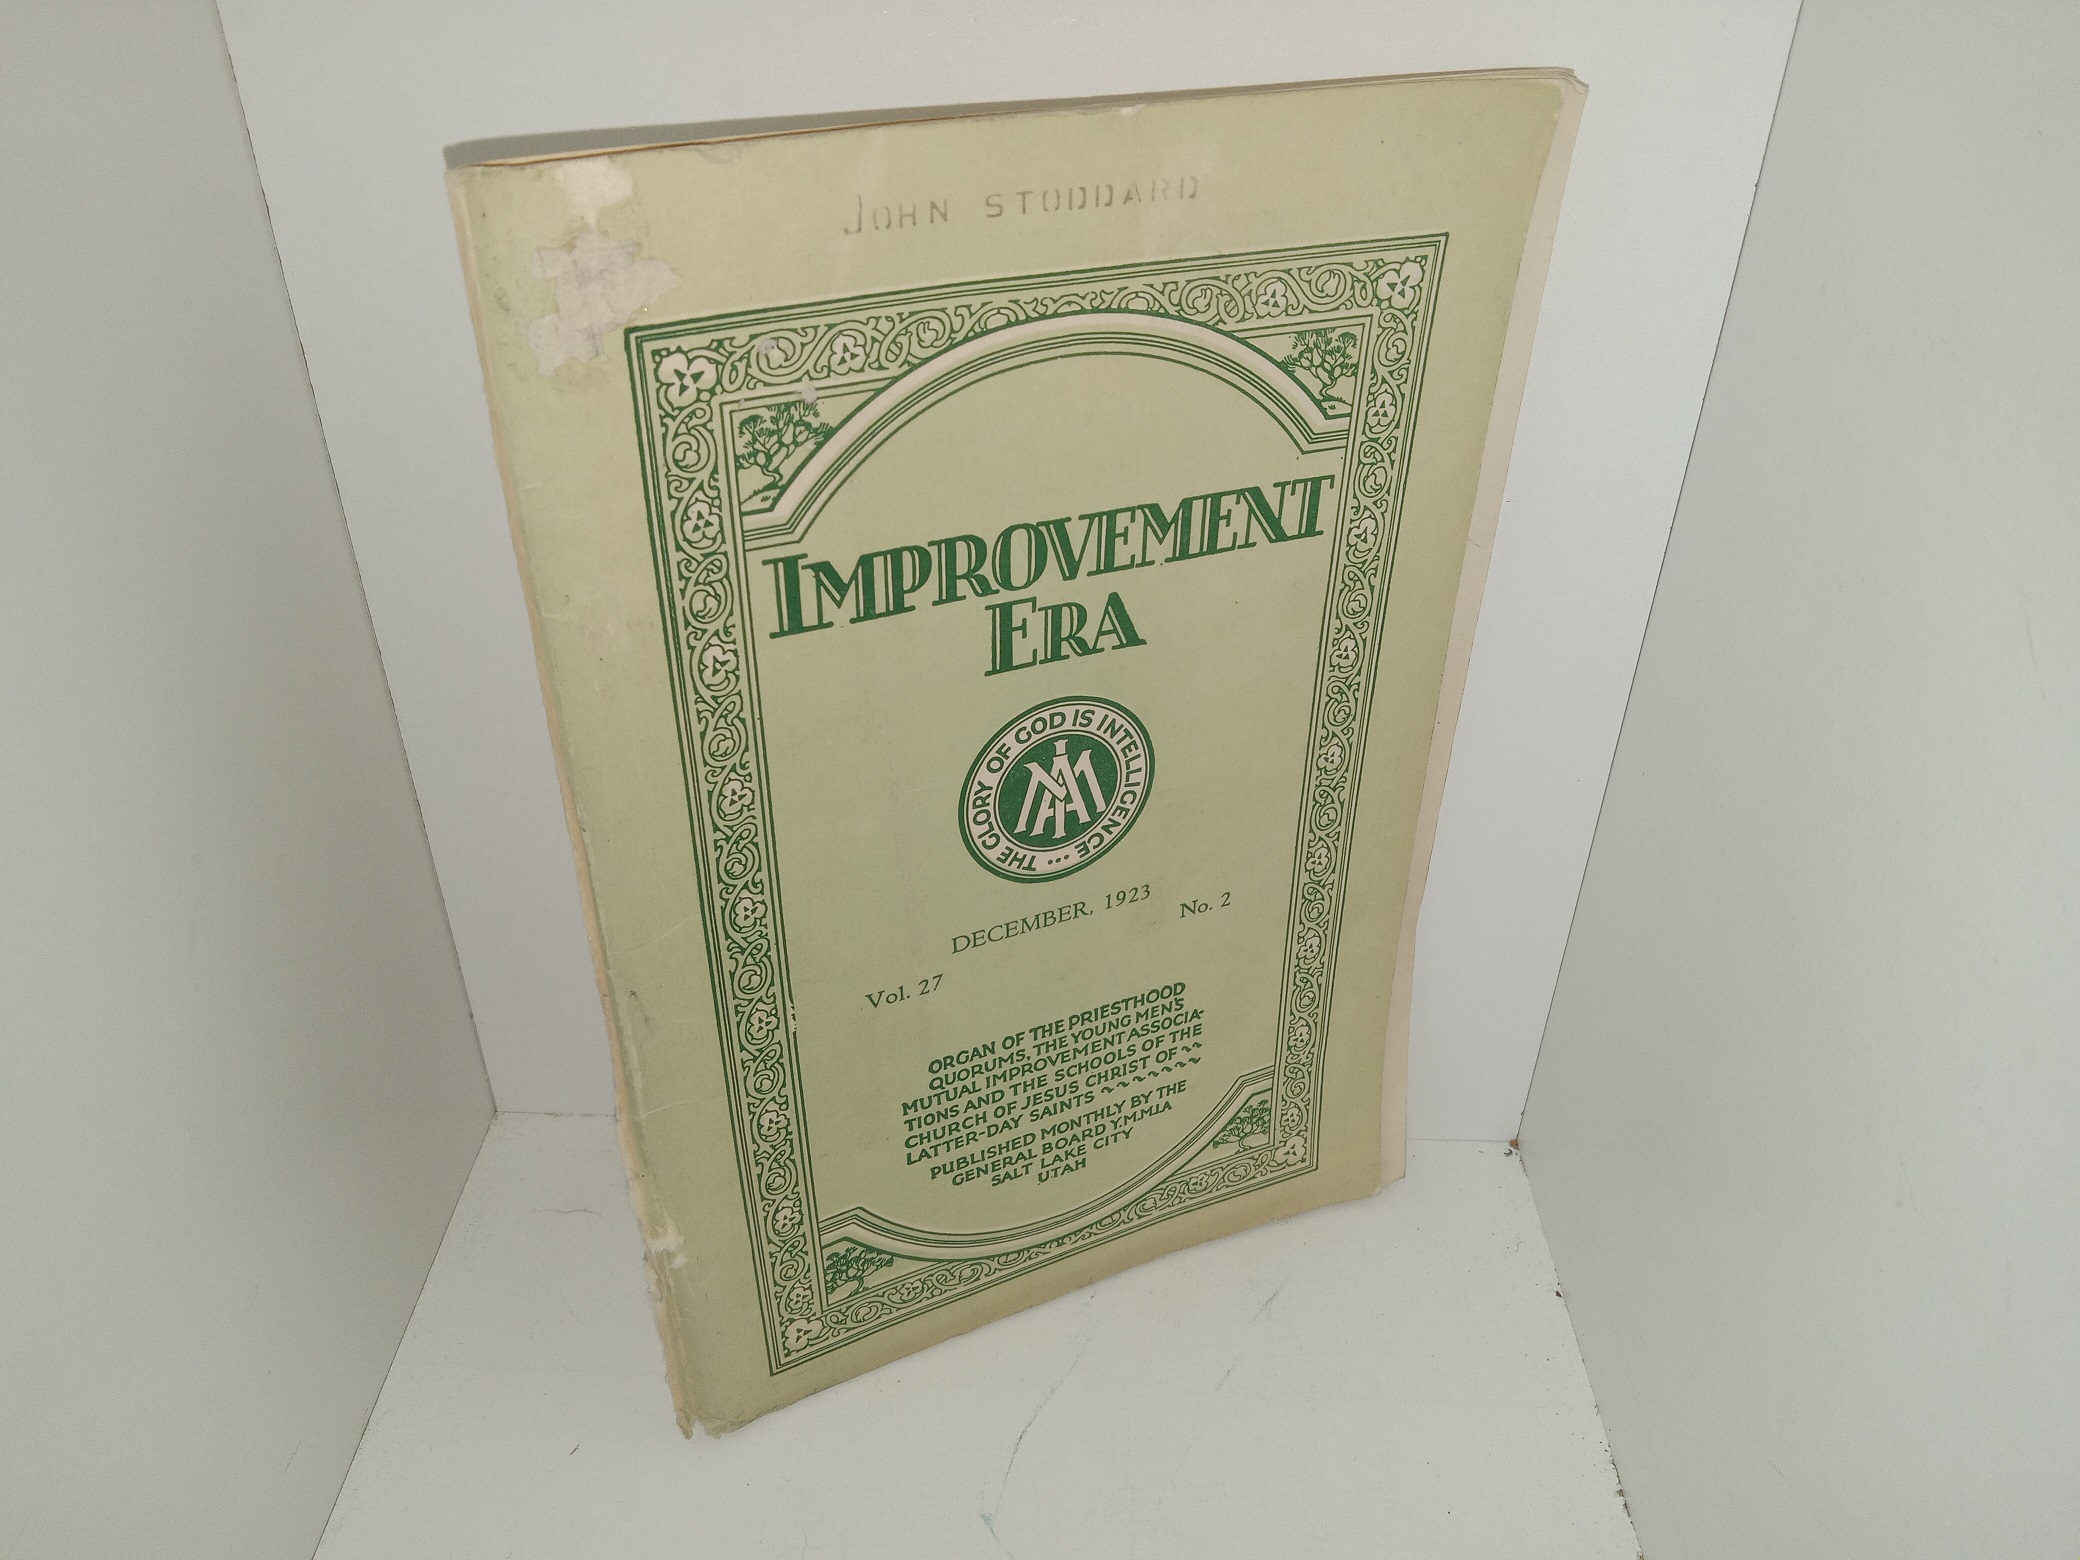 JOHN STODDARD
IMPROVEMENT
ERA
THE GLORY OF GOD IS INTELLIGENCE ...
MIA
DECEMBER, 1923
Vol. 27 No. 2
ORGAN OF THE PRIESTHOOD
QUORUMS, THE YOUNG MEN'S
MUTUAL IMPROVEMENT ASSOCIA-
TIONS AND THE SCHOOLS OF THE
CHURCH OF JESUS CHRIST OF ~~
LATTER-DAY SAINTS ~~~~~~~
PUBLISHED MONTHLY BY THE
GENERAL BOARD Y.M.M.I.A
SALT LAKE CITY
UTAH